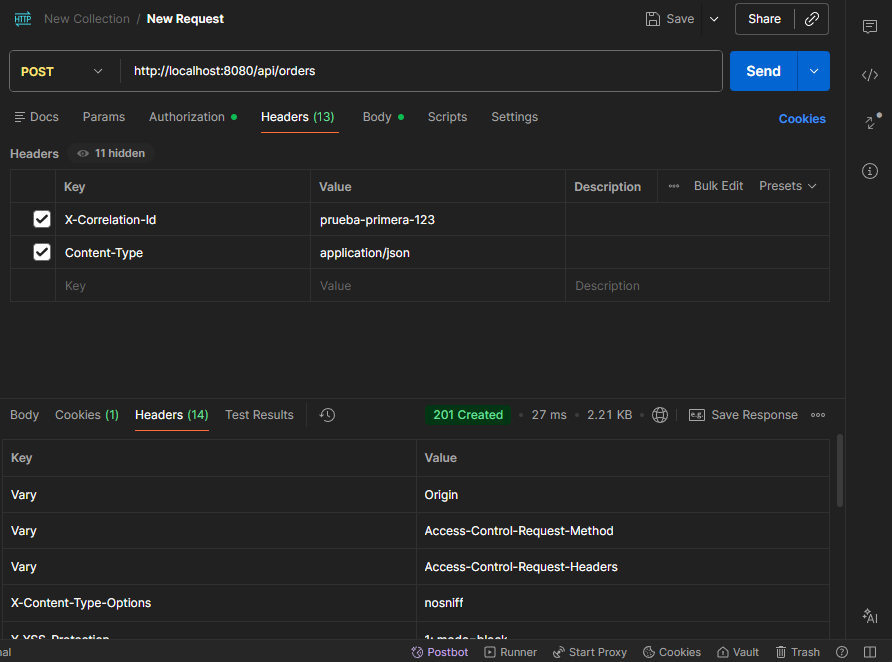 HTTP New Collection / New Request Save Share
POST http://localhost:8080/api/orders Send
Docs Params Authorization Headers (13) Body Scripts Settings Cookies
Headers 11 hidden
Key Value Description Bulk Edit Presets
X-Correlation-Id prueba-primera-123
Content-Type application/json
Key Value Description
Body Cookies (1) Headers (14) Test Results 201 Created 27 ms 2.21 KB e.g. Save Response
Key Value
Vary Origin
Vary Access-Control-Request-Method
Vary Access-Control-Request-Headers
X-Content-Type-Options nosniff
X-XSS-Protection 1; mode=block
AI
Postbot Runner Start Proxy Cookies Vault Trash